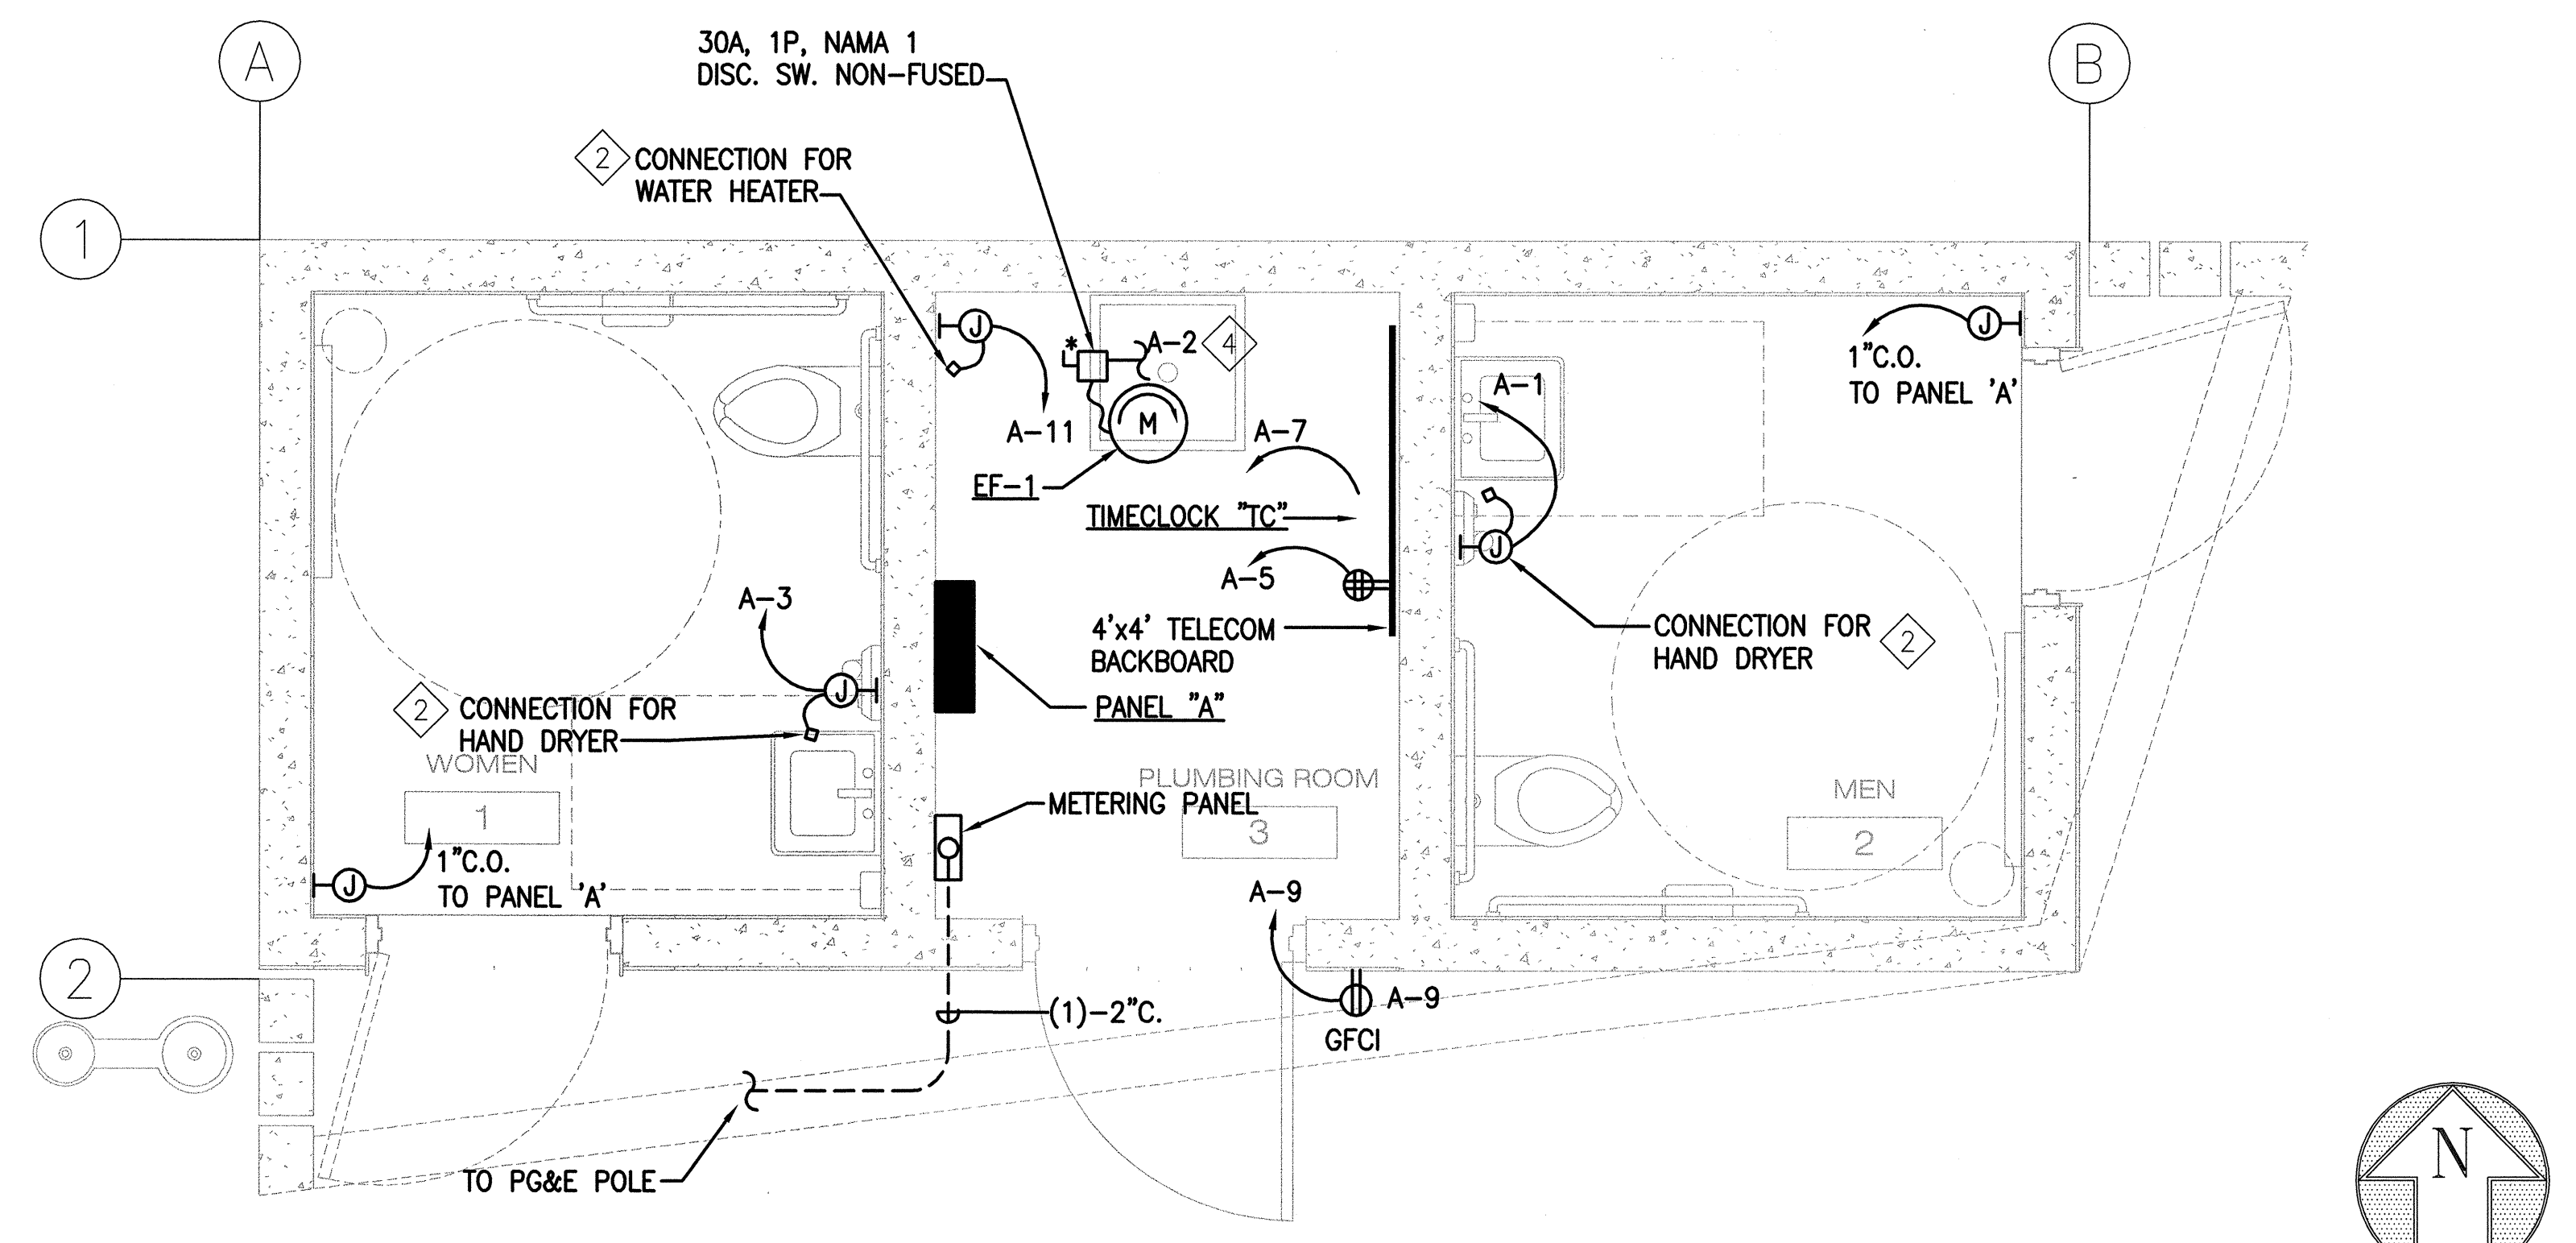 A
B
30A, 1P, NAMA 1
DISC. SW. NON-FUSED
2
CONNECTION FOR
WATER HEATER
1
J
*
A-2
4
M
A-11
EF-1
A-7
TIMECLOCK "TC"
A-5
4'x4' TELECOM
BACKBOARD
PANEL "A"
A-1
J
J
1"C.O.
TO PANEL 'A'
CONNECTION FOR
HAND DRYER
2
A-3
J
2
CONNECTION FOR
HAND DRYER
WOMEN
1
J
1"C.O.
TO PANEL 'A'
PLUMBING ROOM
METERING PANEL
3
MEN
2
A-9
2
(1)-2"C.
A-9
GFCI
TO PG&E POLE
N